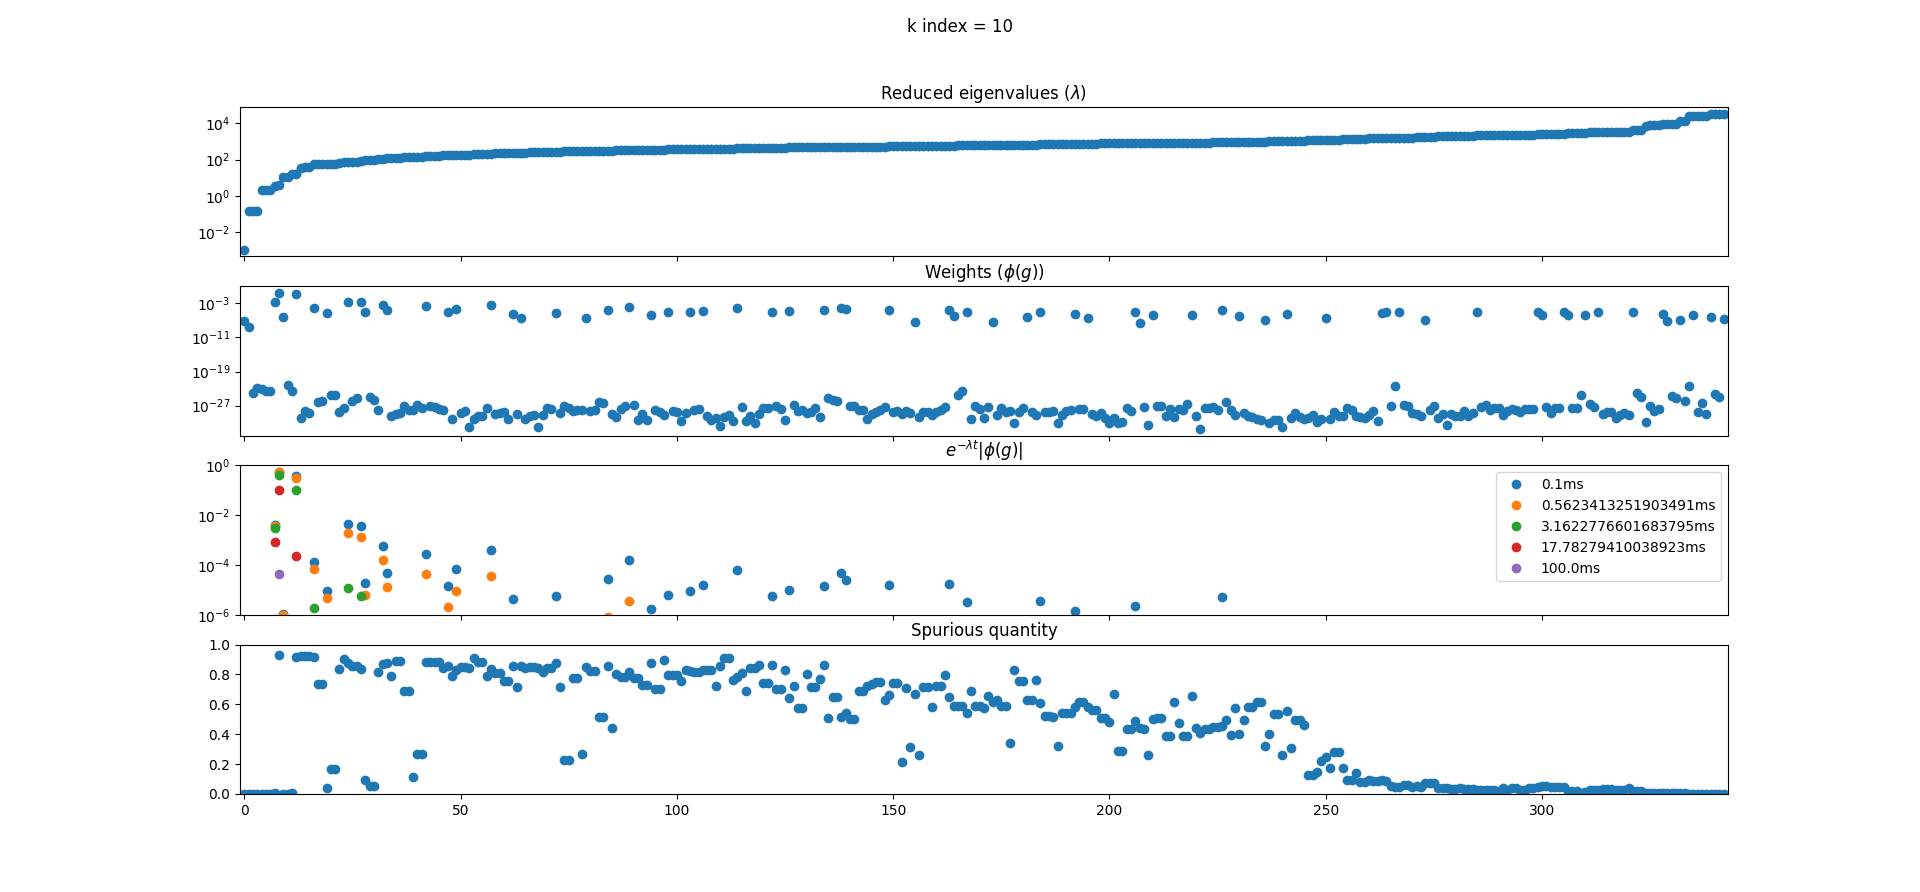 k index = 10
Reduced eigenvalues (λ)
10⁴
10²
10⁰
10⁻²
Weights (ϕ(g))
10⁻³
10⁻¹¹
10⁻¹⁹
10⁻²⁷
e^{-λt}|ϕ(g)|
10⁰
10⁻²
10⁻⁴
10⁻⁶
0.1ms
0.5623413251903491ms
3.1622776601683795ms
17.78279410038923ms
100.0ms
Spurious quantity
1.0
0.8
0.6
0.4
0.2
0.0
0 50 100 150 200 250 300